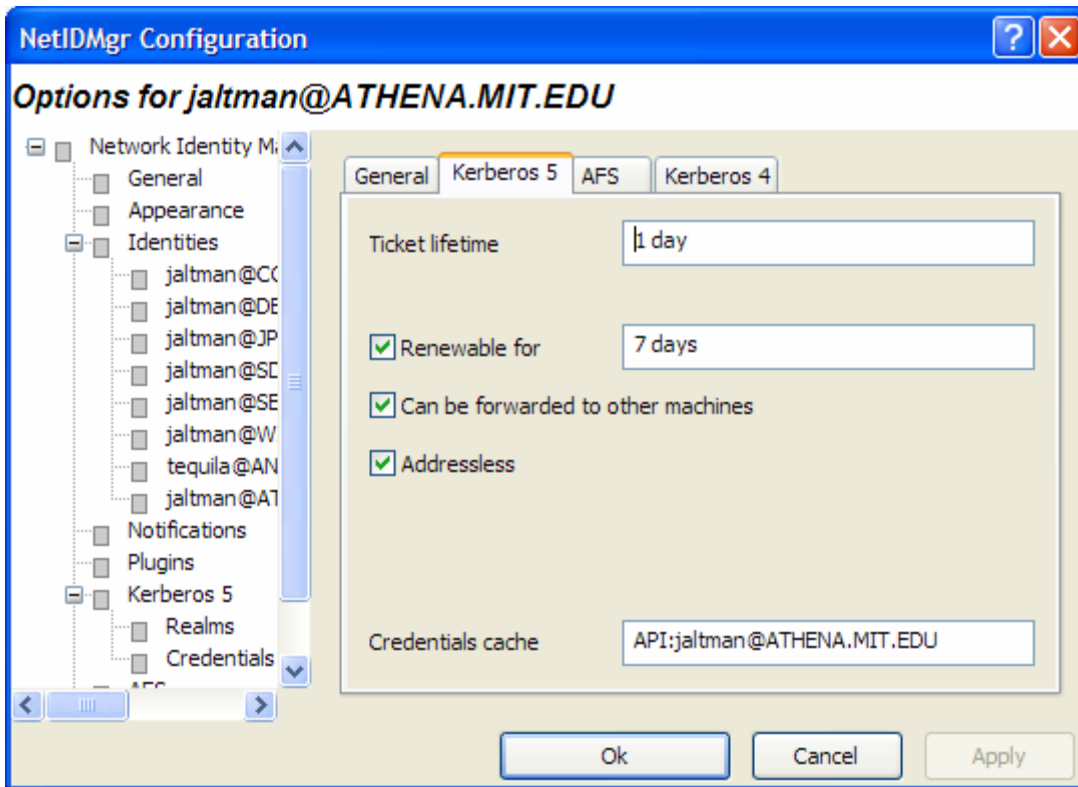 NetIDMgr Configuration
Options for jaltman@ATHENA.MIT.EDU
Network Identity Ma
General
Appearance
Identities
jaltman@CC
jaltman@DE
jaltman@JP
jaltman@SD
jaltman@SE
jaltman@W
tequila@AN
jaltman@AT
Notifications
Plugins
Kerberos 5
Realms
Credentials
AFS
General Kerberos 5 AFS Kerberos 4
Ticket lifetime 1 day
Renewable for 7 days
Can be forwarded to other machines
Addressless
Credentials cache API:jaltman@ATHENA.MIT.EDU
Ok Cancel Apply